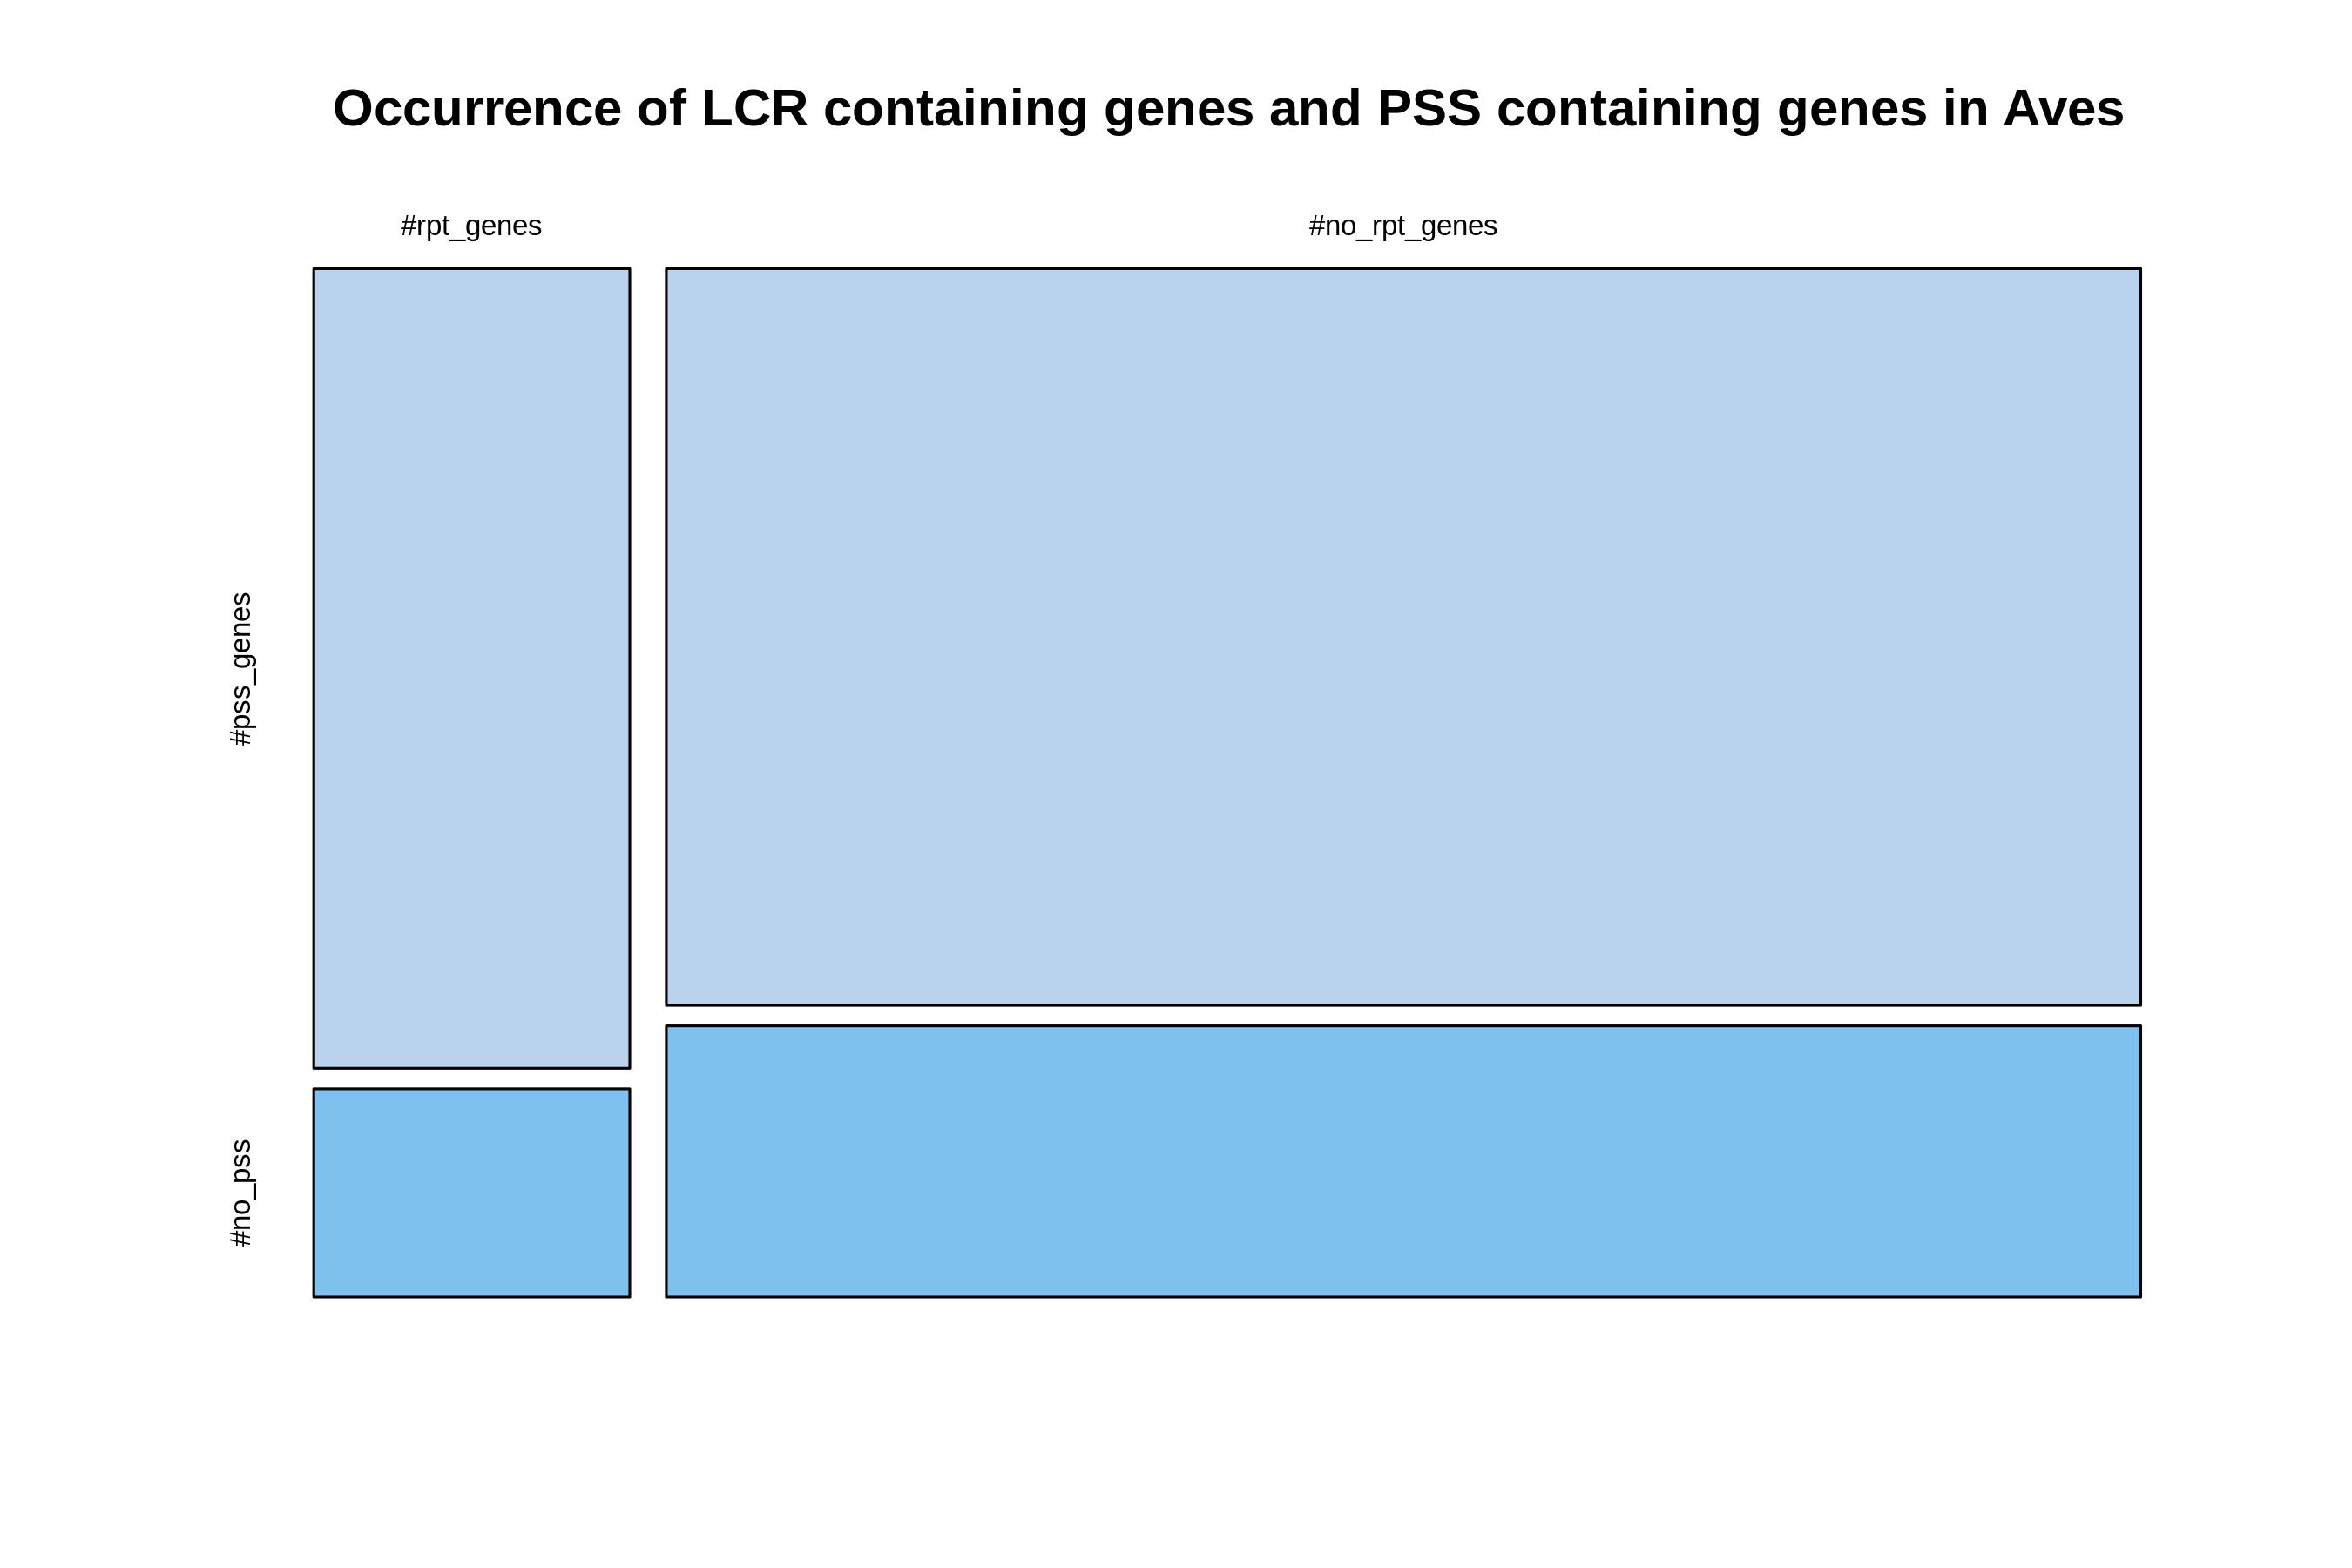 Occurrence of LCR containing genes and PSS containing genes in Aves
#rpt_genes
#no_rpt_genes
#pss_genes
#no_pss